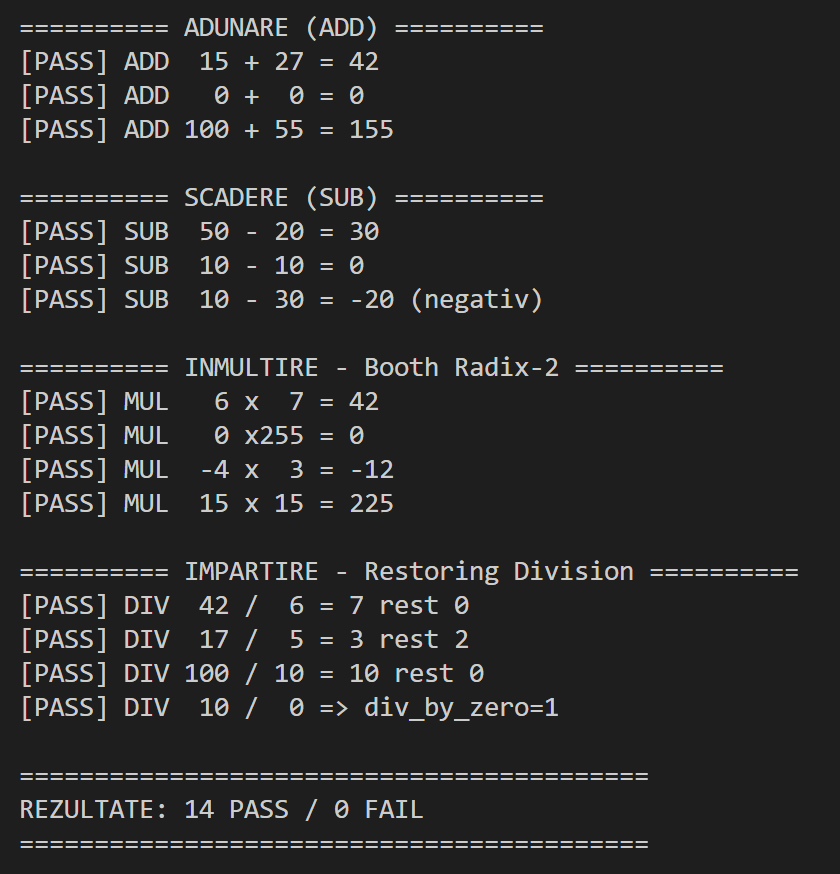 ========== ADUNARE (ADD) ==========
[PASS] ADD  15 + 27 = 42
[PASS] ADD   0 +  0 = 0
[PASS] ADD 100 + 55 = 155
========== SCADERE (SUB) ==========
[PASS] SUB  50 - 20 = 30
[PASS] SUB  10 - 10 = 0
[PASS] SUB  10 - 30 = -20 (negativ)
========== INMULTIRE - Booth Radix-2 ==========
[PASS] MUL   6 x  7 = 42
[PASS] MUL   0 x255 = 0
[PASS] MUL  -4 x  3 = -12
[PASS] MUL  15 x 15 = 225
========== IMPARTIRE - Restoring Division ==========
[PASS] DIV  42 /  6 = 7 rest 0
[PASS] DIV  17 /  5 = 3 rest 2
[PASS] DIV 100 / 10 = 10 rest 0
[PASS] DIV  10 /  0 => div_by_zero=1
==========================================
REZULTATE: 14 PASS / 0 FAIL
==========================================